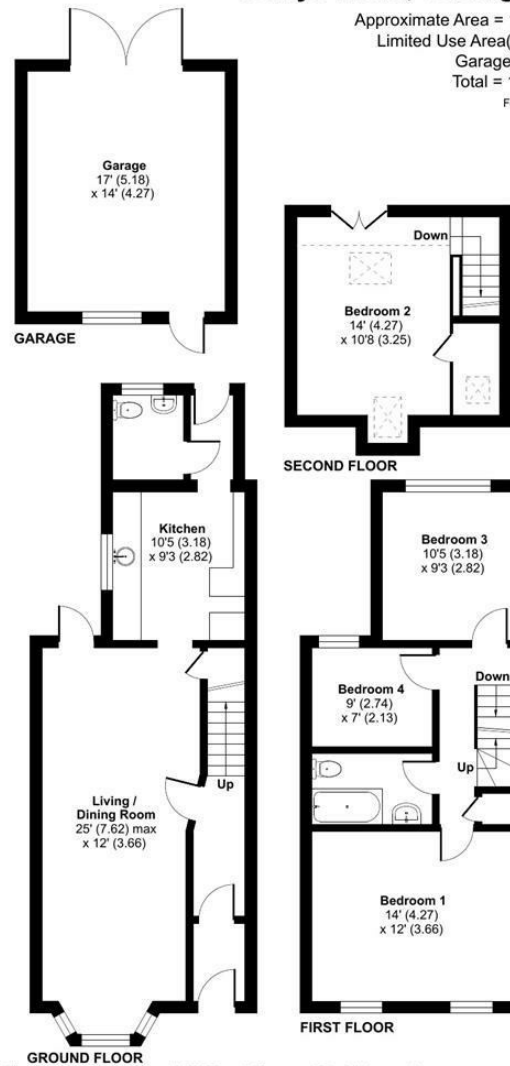 Approximate Area =
Limited Use Area(
Garage
Total =
Garage
17' (5.18)
x 14' (4.27)
GARAGE
Down
Bedroom 2
14' (4.27)
x 10'8 (3.25)
SECOND FLOOR
Kitchen
10'5 (3.18)
x 9'3 (2.82)
Living /
Dining Room
25' (7.62) max
x 12' (3.66)
Up
GROUND FLOOR
Bedroom 3
10'5 (3.18)
x 9'3 (2.82)
Bedroom 4
9' (2.74)
x 7' (2.13)
Down
Up
Bedroom 1
14' (4.27)
x 12' (3.66)
FIRST FLOOR